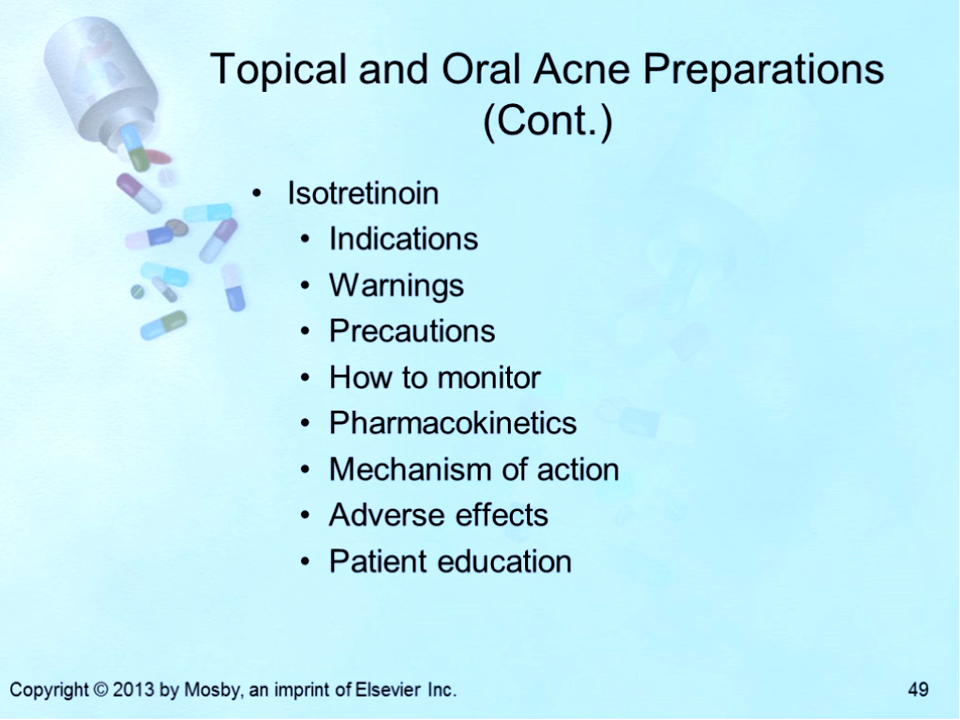 Topical and Oral Acne Preparations
(Cont.)
• Isotretinoin
• Indications
• Warnings
• Precautions
• How to monitor
• Pharmacokinetics
• Mechanism of action
• Adverse effects
• Patient education
Copyright © 2013 by Mosby, an imprint of Elsevier Inc.
49